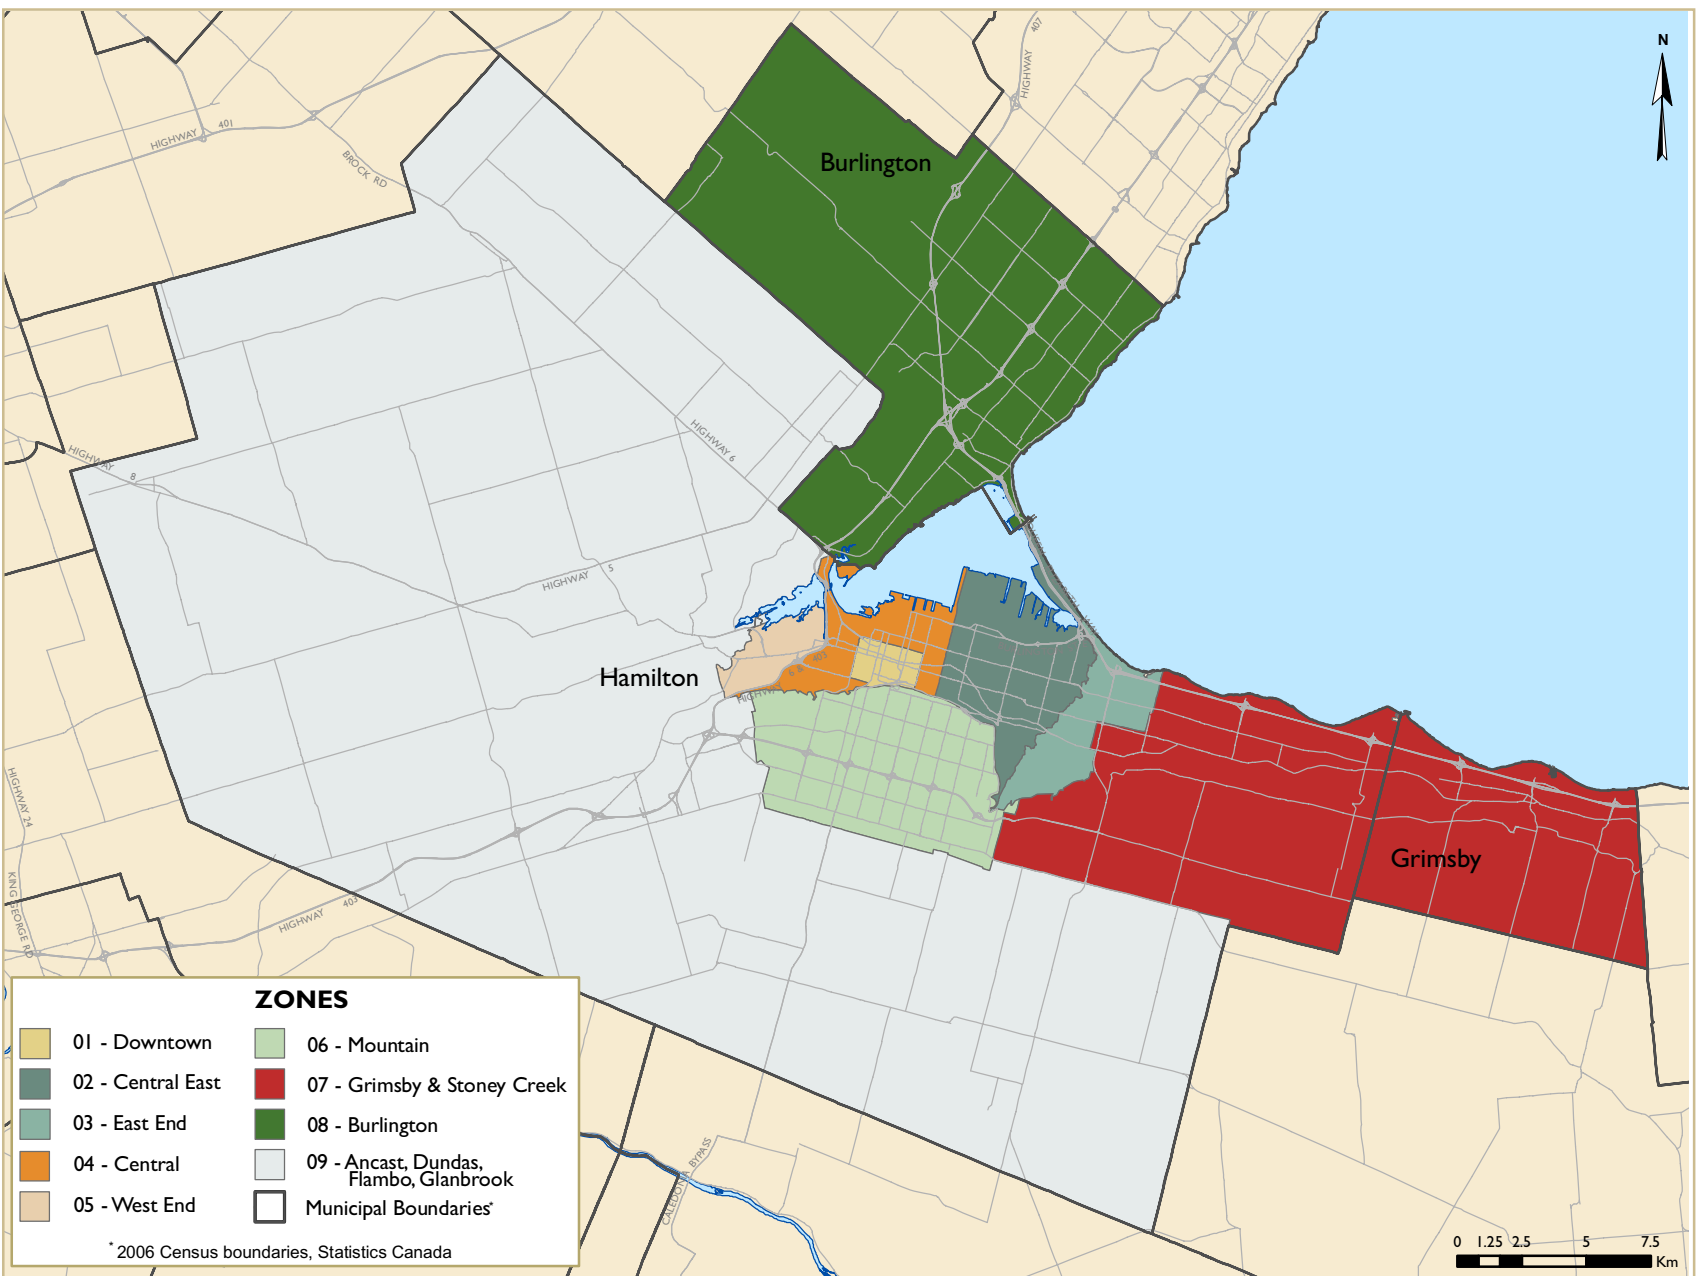 N
HIGHWAY 407
HIGHWAY 401
BROCK RD
Burlington
HIGHWAY 6
HIGHWAY 8
HIGHWAY 5
Hamilton
6 & 403
HIGHWAY
HIGHWAY 24
KING GEORGE RD
HIGHWAY 403
Grimsby
CALEDONIA BYPASS
ZONES
01 - Downtown
02 - Central East
03 - East End
04 - Central
05 - West End
06 - Mountain
07 - Grimsby & Stoney Creek
08 - Burlington
09 - Ancast, Dundas,
Flambo, Glanbrook
Municipal Boundaries*
* 2006 Census boundaries, Statistics Canada
0 1.25 2.5 5 7.5
Km